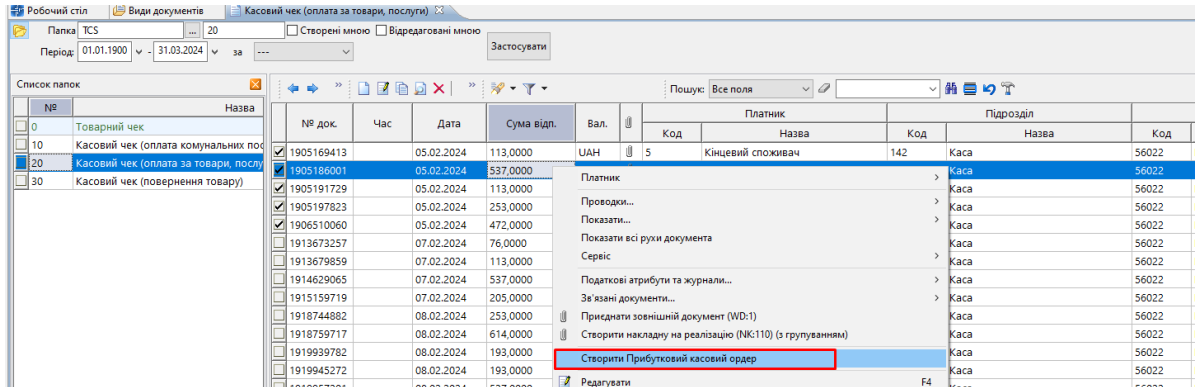 Робочий стіл Види документів Касовий чек (оплата за товари, послуги)
Папка TCS ... 20 Створені мною Відредаговані мною
Період: 01.01.1900 - 31.03.2024 за --- Застосувати
Список папок
Пошук: Все поля
№ Назва
0 Товарний чек
10 Касовий чек (оплата комунальних пос
20 Касовий чек (оплата за товари, послу
30 Касовий чек (повернення товару)
№ док. Час Дата Сума відп. Вал. Платник Підрозділ
Код Назва Код Назва Код
1905169413 05.02.2024 113,0000 UAH 5 Кінцевий споживач 142 Каса 56022
1905186001 05.02.2024 537,0000 Каса 56022
1905191729 05.02.2024 113,0000 Каса 56022
1905197823 05.02.2024 253,0000 Каса 56022
1906510060 05.02.2024 472,0000 Каса 56022
1913673257 07.02.2024 76,0000 Каса 56022
1913679859 07.02.2024 113,0000 Каса 56022
1914629065 07.02.2024 537,0000 Каса 56022
1915159719 07.02.2024 205,0000 Каса 56022
1918744882 08.02.2024 253,0000 Каса 56022
1918759717 08.02.2024 614,0000 Каса 56022
1919939782 08.02.2024 193,0000 Каса 56022
1919945272 08.02.2024 193,0000 Каса 56022
Платник
Проводки...
Показати...
Показати всі рухи документа
Сервіс
Податкові атрибути та журнали...
Зв'язані документи...
Приєднати зовнішній документ (WD:1)
Створити накладну на реалізацію (NK:110) (з групуванням)
Створити Прибутковий касовий ордер
Редагувати F4